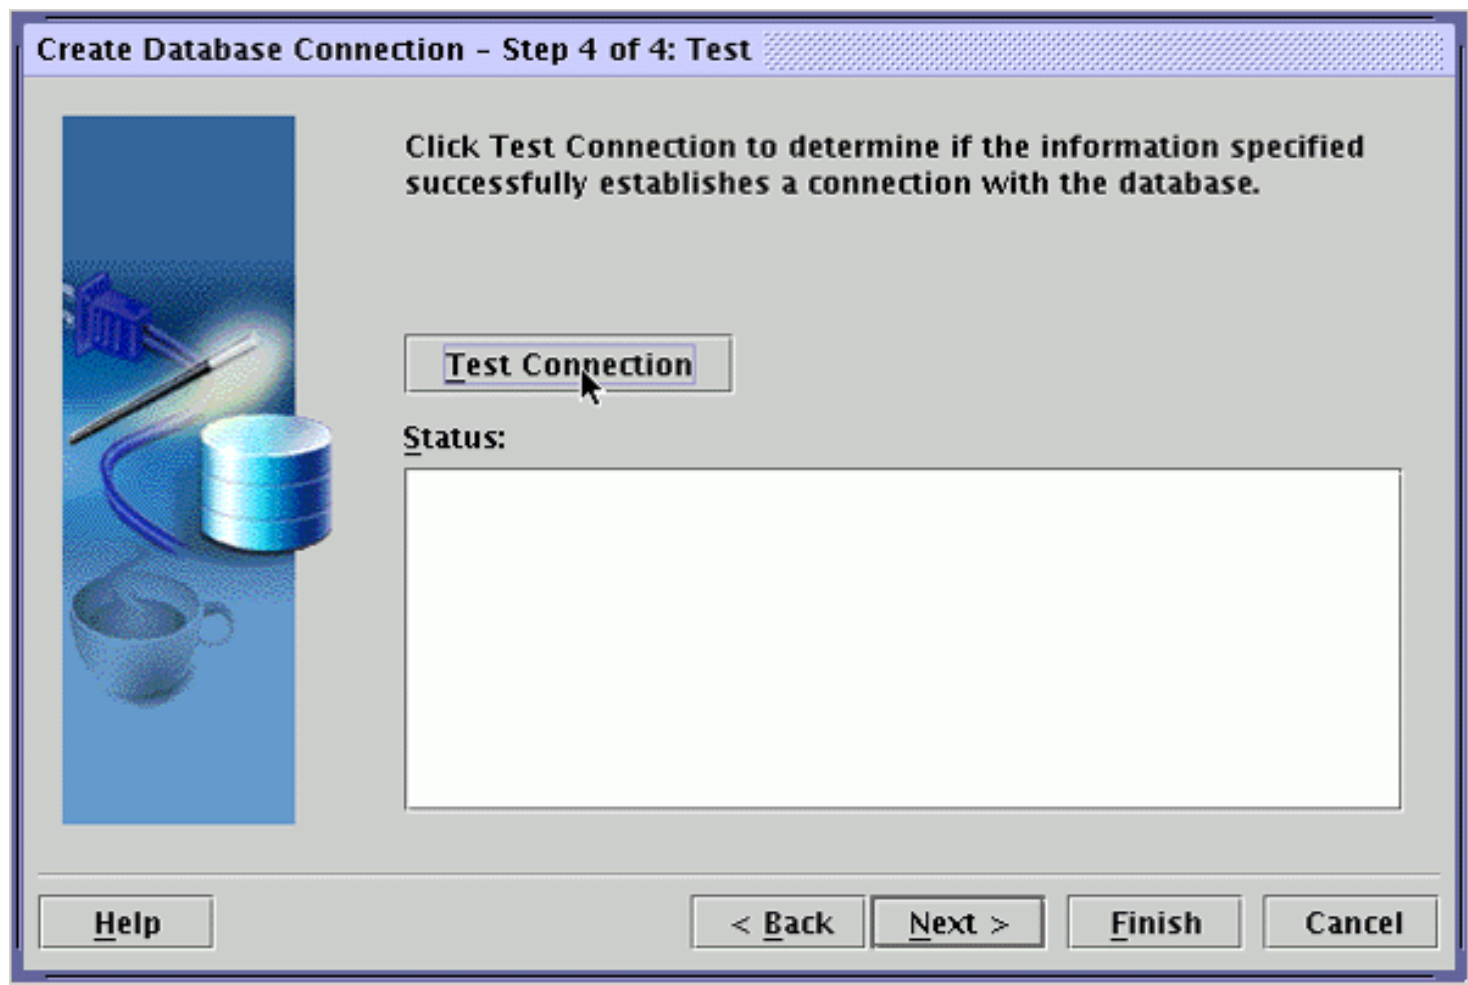 Create Database Connection – Step 4 of 4: Test
Click Test Connection to determine if the information specified
successfully establishes a connection with the database.
Test Connection
Status:
Help
< Back
Next >
Finish
Cancel